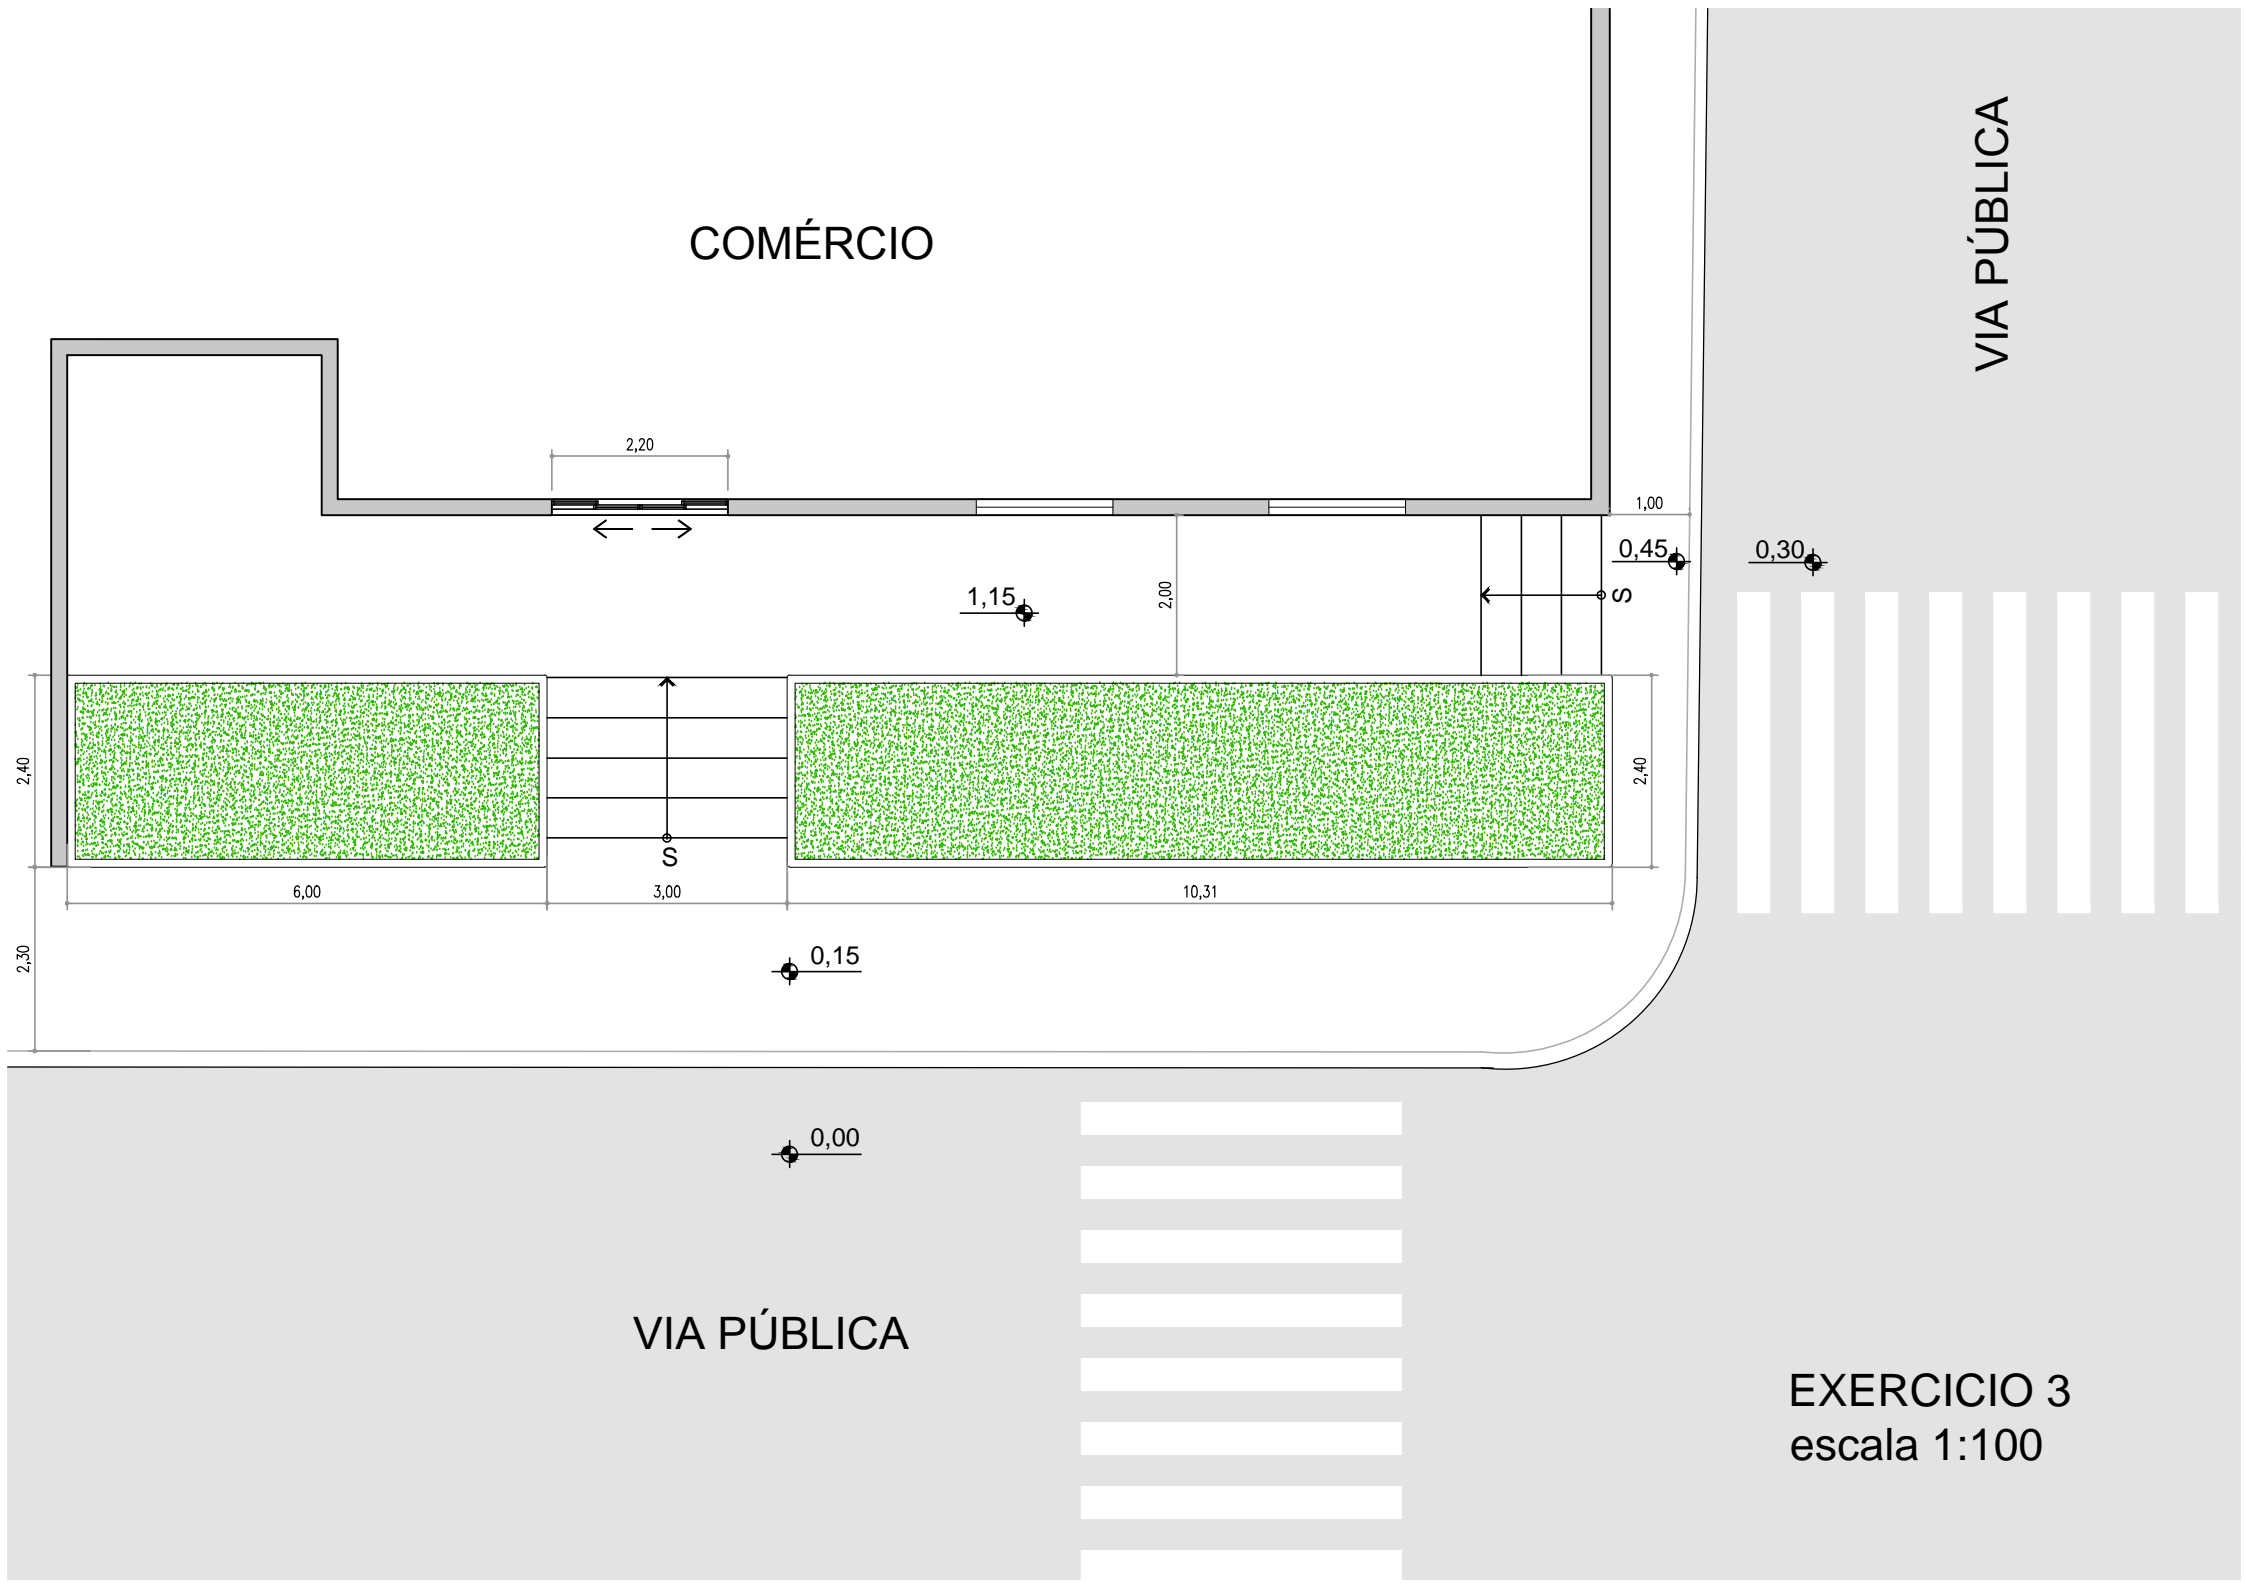 COMÉRCIO
VIA PÚBLICA
2,20
1,00
0,45
0,30
1,15
2,00
S
2,40
2,40
S
6,00
3,00
10,31
2,30
0,15
0,00
VIA PÚBLICA
EXERCICIO 3
escala 1:100